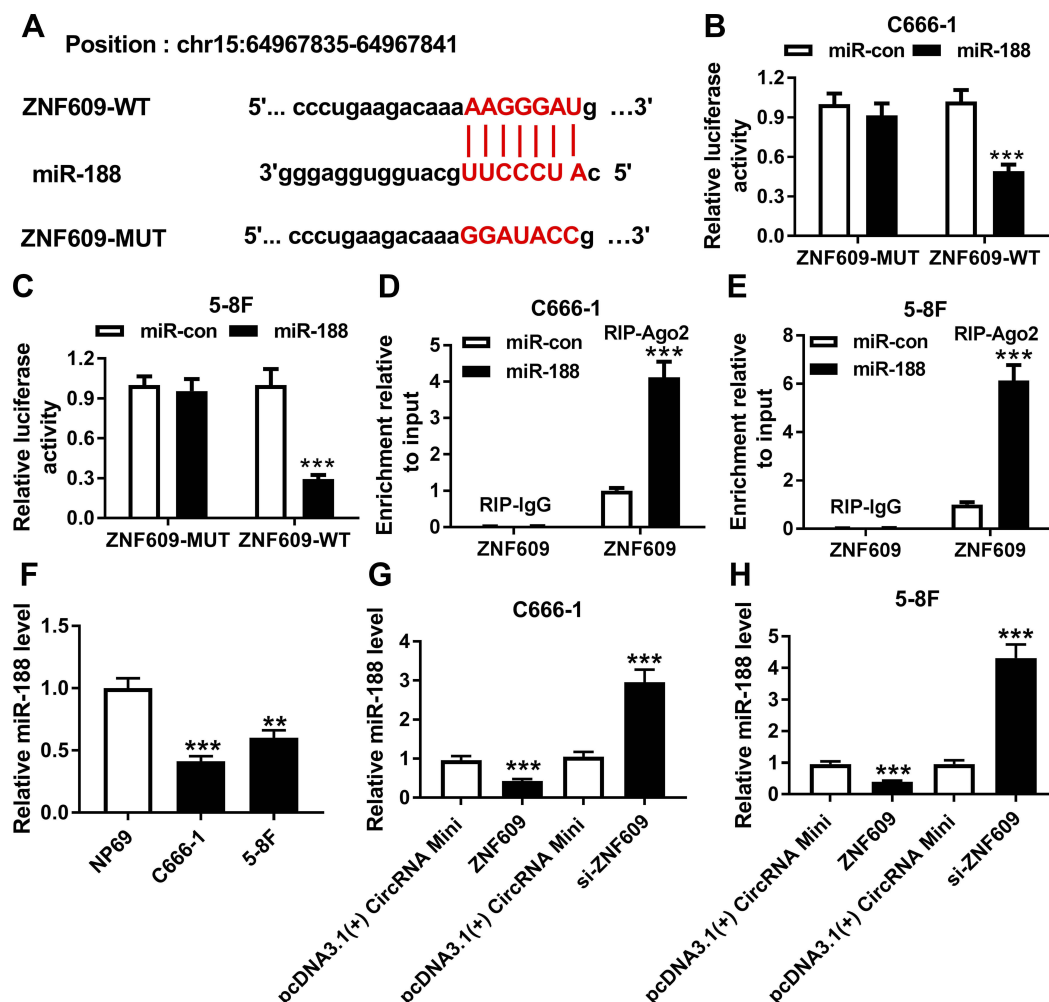 A
Position : chr15:64967835-64967841
ZNF609-WT 5'... cccugaagacaaaAAGGGAUg ...3'
miR-188 3'gggaggugguacgUUCCCU Ac 5'
ZNF609-MUT 5'... cccugaagacaaaGGAUACCg ...3'
B
C666-1
miR-con miR-188
Relative luciferase
activity
1.2
0.9
0.6
0.3
0.0
***
ZNF609-MUT ZNF609-WT
C
5-8F
miR-con miR-188
Relative luciferase
activity
1.2
0.9
0.6
0.3
0.0
***
ZNF609-MUT ZNF609-WT
D
C666-1
miR-con
miR-188
RIP-Ago2
***
Enrichment relative
to input
5
4
3
2
1
0
RIP-IgG
ZNF609 ZNF609
E
5-8F
miR-con
miR-188
RIP-Ago2
***
Enrichment relative
to input
8
6
4
2
0
RIP-IgG
ZNF609 ZNF609
F
Relative miR-188 level
1.5
1.0
0.5
0.0
***
**
NP69
C666-1
5-8F
G
C666-1
Relative miR-188 level
4
3
2
1
0
***
***
pcDNA3.1(+) CircRNA Mini
ZNF609
pcDNA3.1(+) CircRNA Mini
si-ZNF609
H
5-8F
Relative miR-188 level
5
4
3
2
1
0
***
***
pcDNA3.1(+) CircRNA Mini
ZNF609
pcDNA3.1(+) CircRNA Mini
si-ZNF609